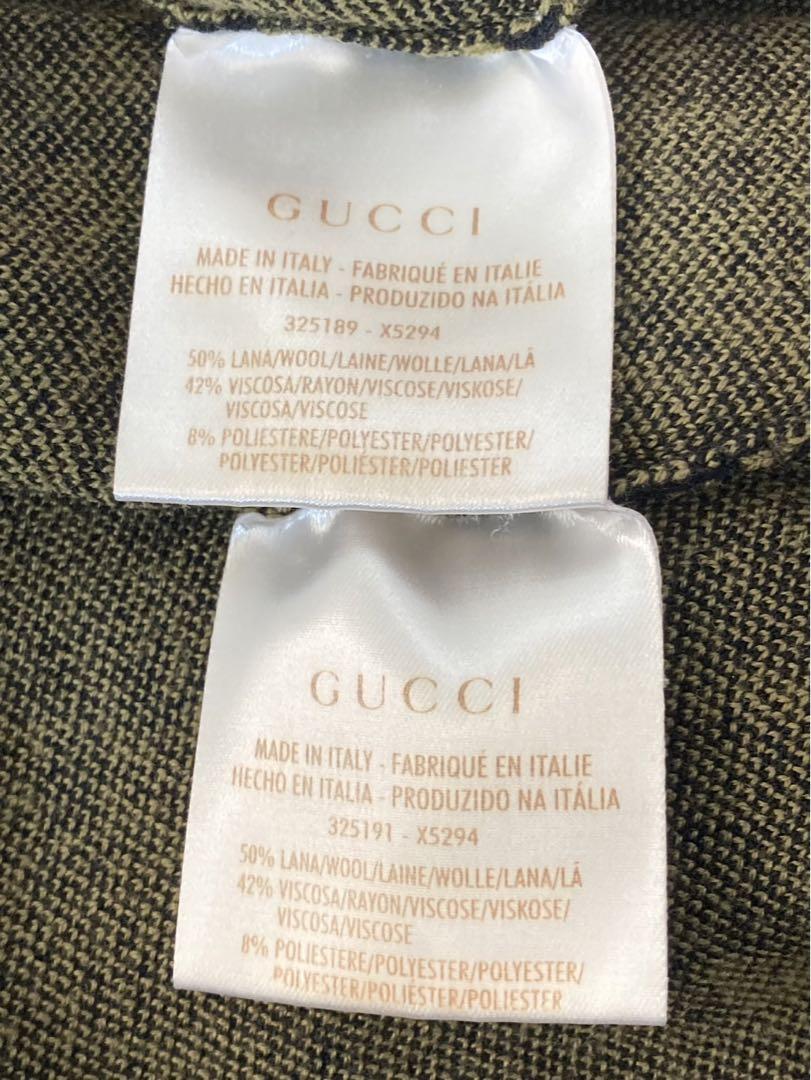 GUCCI
MADE IN ITALY - FABRIQUÉ EN ITALIE
HECHO EN ITALIA - PRODUZIDO NA ITÁLIA
325189 - X5294
50% LANA/WOOL/LAINE/WOLLE/LANA/LÃ
42% VISCOSA/RAYON/VISCOSE/VISKOSE/
VISCOSA/VISCOSE
8% POLIESTERE/POLYESTER/POLYESTER/
POLYESTER/POLIÉSTER/POLIESTER
GUCCI
MADE IN ITALY - FABRIQUÉ EN ITALIE
HECHO EN ITALIA - PRODUZIDO NA ITÁLIA
325191 - X5294
50% LANA/WOOL/LAINE/WOLLE/LANA/LÃ
42% VISCOSA/RAYON/VISCOSE/VISKOSE/
VISCOSA/VISCOSE
8% POLIESTERE/POLYESTER/POLYESTER/
POLYESTER/POLIÉSTER/POLIESTER